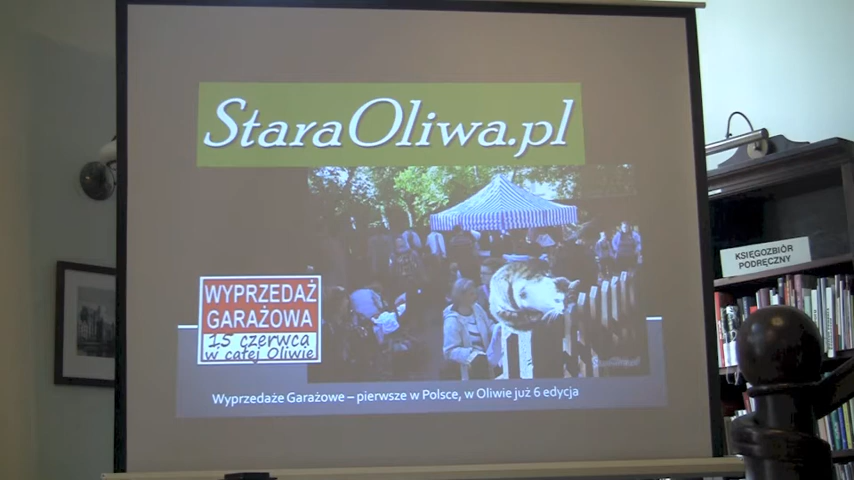 StaraOliwa.pl
WYPRZEDAŻ
GARAŻOWA
15 czerwca
w całej Oliwie
Wyprzedaże Garażowe – pierwsze w Polsce, w Oliwie już 6 edycja
KSIĘGOZBIÓR
PODRĘCZNY